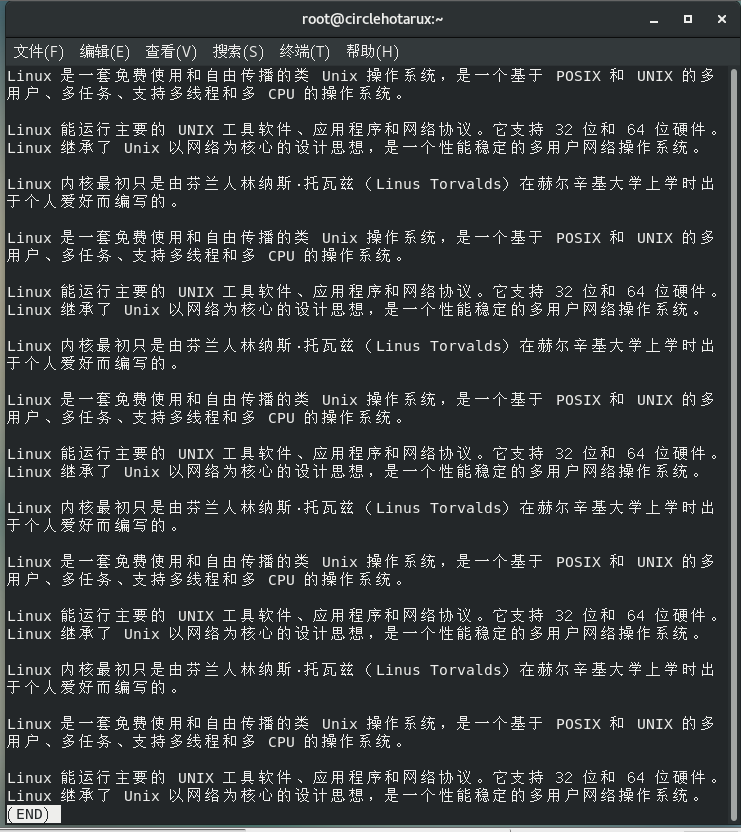 root@circlehotarux:~
文件(F) 编辑(E) 查看(V) 搜索(S) 终端(T) 帮助(H)
Linux 是一套免费使用和自由传播的类 Unix 操作系统，是一个基于 POSIX 和 UNIX 的多
用户、多任务、支持多线程和多 CPU 的操作系统。
Linux 能运行主要的 UNIX 工具软件、应用程序和网络协议。它支持 32 位和 64 位硬件。
Linux 继承了 Unix 以网络为核心的设计思想，是一个性能稳定的多用户网络操作系统。
Linux 内核最初只是由芬兰人林纳斯·托瓦兹（Linus Torvalds）在赫尔辛基大学上学时出
于个人爱好而编写的。
Linux 是一套免费使用和自由传播的类 Unix 操作系统，是一个基于 POSIX 和 UNIX 的多
用户、多任务、支持多线程和多 CPU 的操作系统。
Linux 能运行主要的 UNIX 工具软件、应用程序和网络协议。它支持 32 位和 64 位硬件。
Linux 继承了 Unix 以网络为核心的设计思想，是一个性能稳定的多用户网络操作系统。
Linux 内核最初只是由芬兰人林纳斯·托瓦兹（Linus Torvalds）在赫尔辛基大学上学时出
于个人爱好而编写的。
Linux 是一套免费使用和自由传播的类 Unix 操作系统，是一个基于 POSIX 和 UNIX 的多
用户、多任务、支持多线程和多 CPU 的操作系统。
Linux 能运行主要的 UNIX 工具软件、应用程序和网络协议。它支持 32 位和 64 位硬件。
Linux 继承了 Unix 以网络为核心的设计思想，是一个性能稳定的多用户网络操作系统。
Linux 内核最初只是由芬兰人林纳斯·托瓦兹（Linus Torvalds）在赫尔辛基大学上学时出
于个人爱好而编写的。
Linux 是一套免费使用和自由传播的类 Unix 操作系统，是一个基于 POSIX 和 UNIX 的多
用户、多任务、支持多线程和多 CPU 的操作系统。
Linux 能运行主要的 UNIX 工具软件、应用程序和网络协议。它支持 32 位和 64 位硬件。
Linux 继承了 Unix 以网络为核心的设计思想，是一个性能稳定的多用户网络操作系统。
Linux 内核最初只是由芬兰人林纳斯·托瓦兹（Linus Torvalds）在赫尔辛基大学上学时出
于个人爱好而编写的。
Linux 是一套免费使用和自由传播的类 Unix 操作系统，是一个基于 POSIX 和 UNIX 的多
用户、多任务、支持多线程和多 CPU 的操作系统。
Linux 能运行主要的 UNIX 工具软件、应用程序和网络协议。它支持 32 位和 64 位硬件。
Linux 继承了 Unix 以网络为核心的设计思想，是一个性能稳定的多用户网络操作系统。
(END)